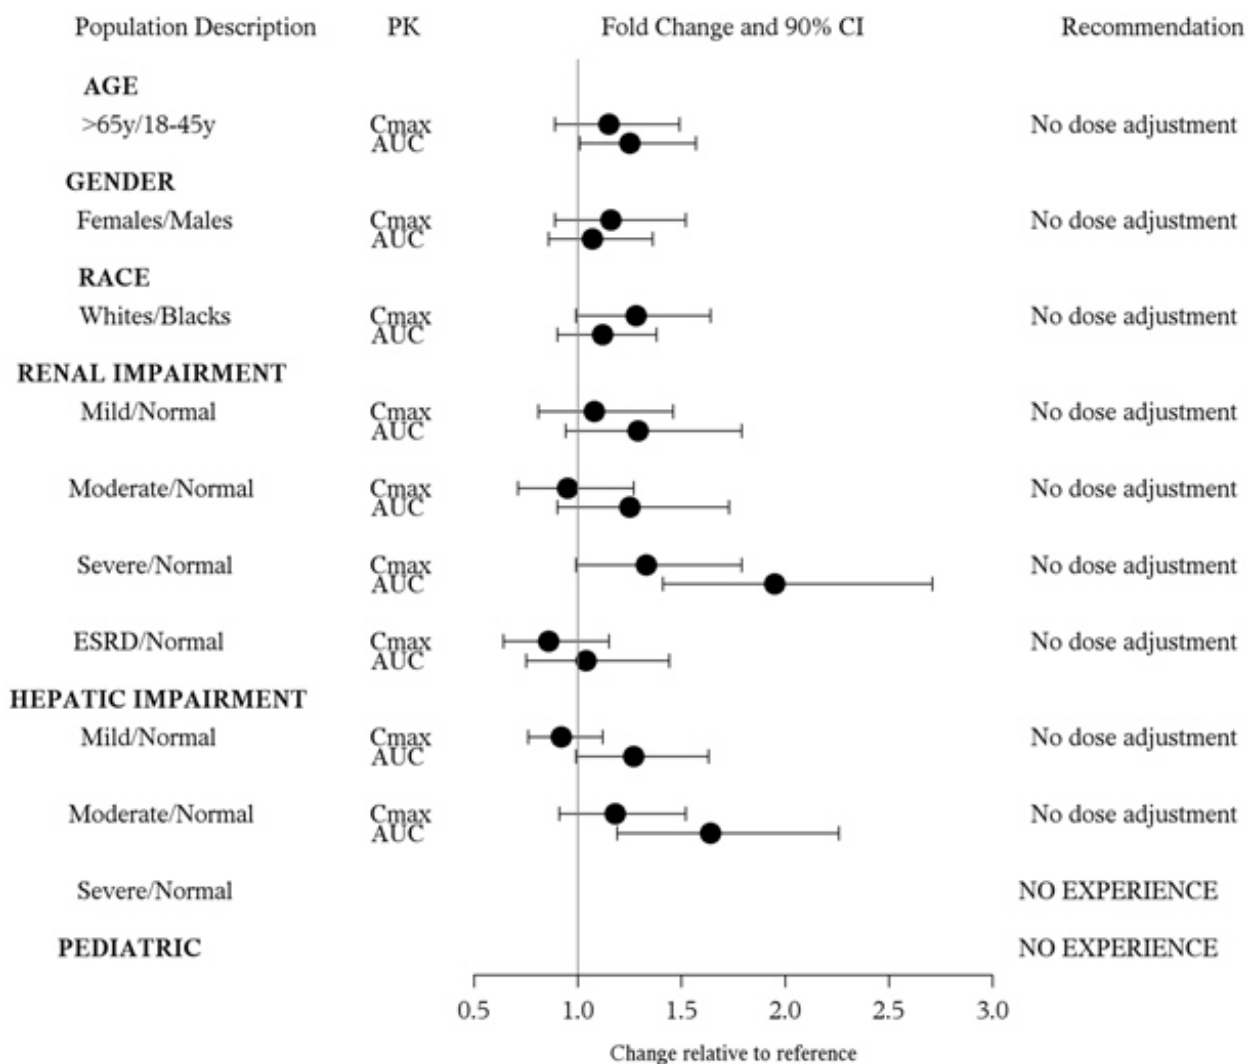 Population Description PK Fold Change and 90% CI Recommendation
AGE
>65y/18-45y Cmax No dose adjustment
AUC
GENDER
Females/Males Cmax No dose adjustment
AUC
RACE
Whites/Blacks Cmax No dose adjustment
AUC
RENAL IMPAIRMENT
Mild/Normal Cmax No dose adjustment
AUC
Moderate/Normal Cmax No dose adjustment
AUC
Severe/Normal Cmax No dose adjustment
AUC
ESRD/Normal Cmax No dose adjustment
AUC
HEPATIC IMPAIRMENT
Mild/Normal Cmax No dose adjustment
AUC
Moderate/Normal Cmax No dose adjustment
AUC
Severe/Normal NO EXPERIENCE
PEDIATRIC NO EXPERIENCE
0.5 1.0 1.5 2.0 2.5 3.0
Change relative to reference